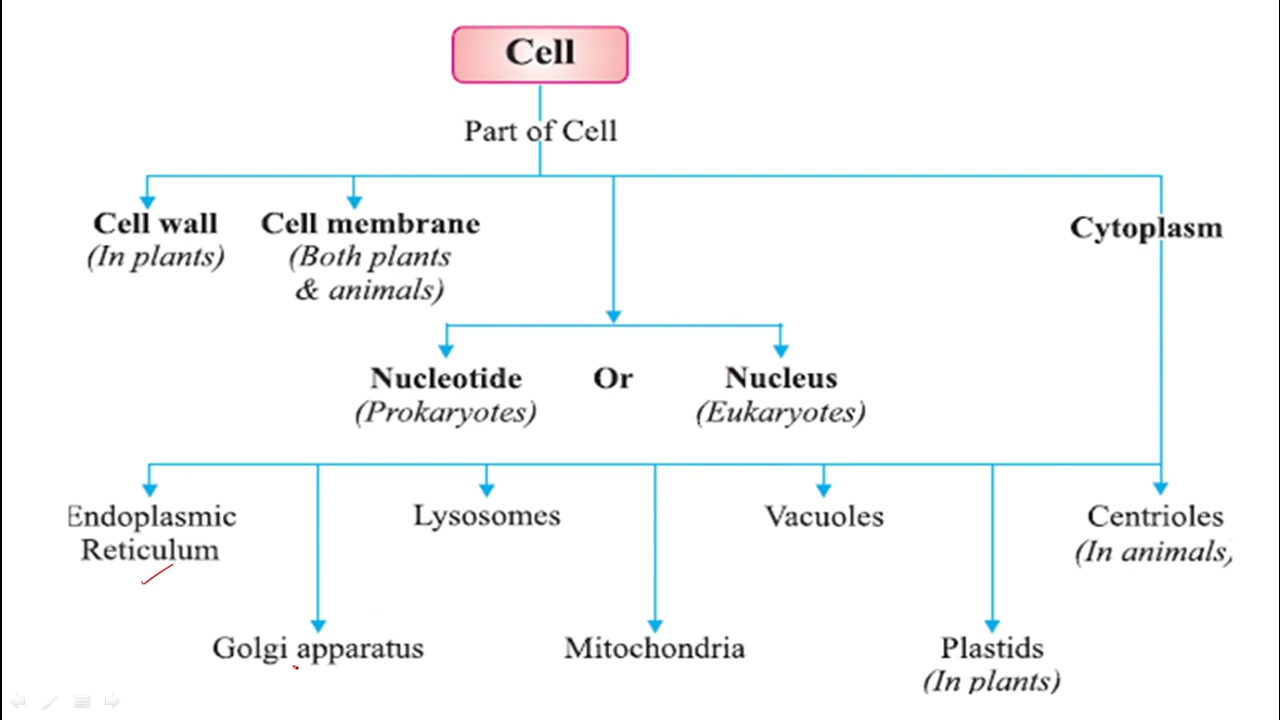 Cell
Part of Cell
Cell wall
(In plants)
Cell membrane
(Both plants
& animals)
Cytoplasm
Nucleotide
(Prokaryotes)
Or
Nucleus
(Eukaryotes)
Endoplasmic
Reticulum
Golgi apparatus
Lysosomes
Mitochondria
Vacuoles
Plastids
(In plants)
Centrioles
(In animals)